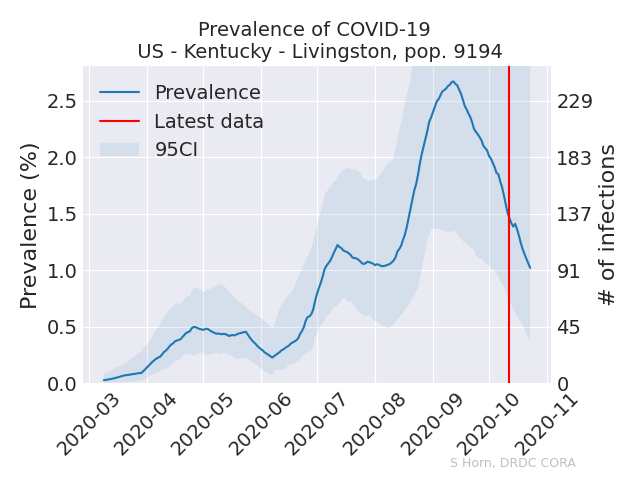 Prevalence of COVID-19
US - Kentucky - Livingston, pop. 9194
Prevalence
Latest data
95CI
Prevalence (%)
2.5
2.0
1.5
1.0
0.5
0.0
229
183
137
91
45
0
# of infections
2020-03
2020-04
2020-05
2020-06
2020-07
2020-08
2020-09
2020-10
2020-11
S Horn, DRDC CORA